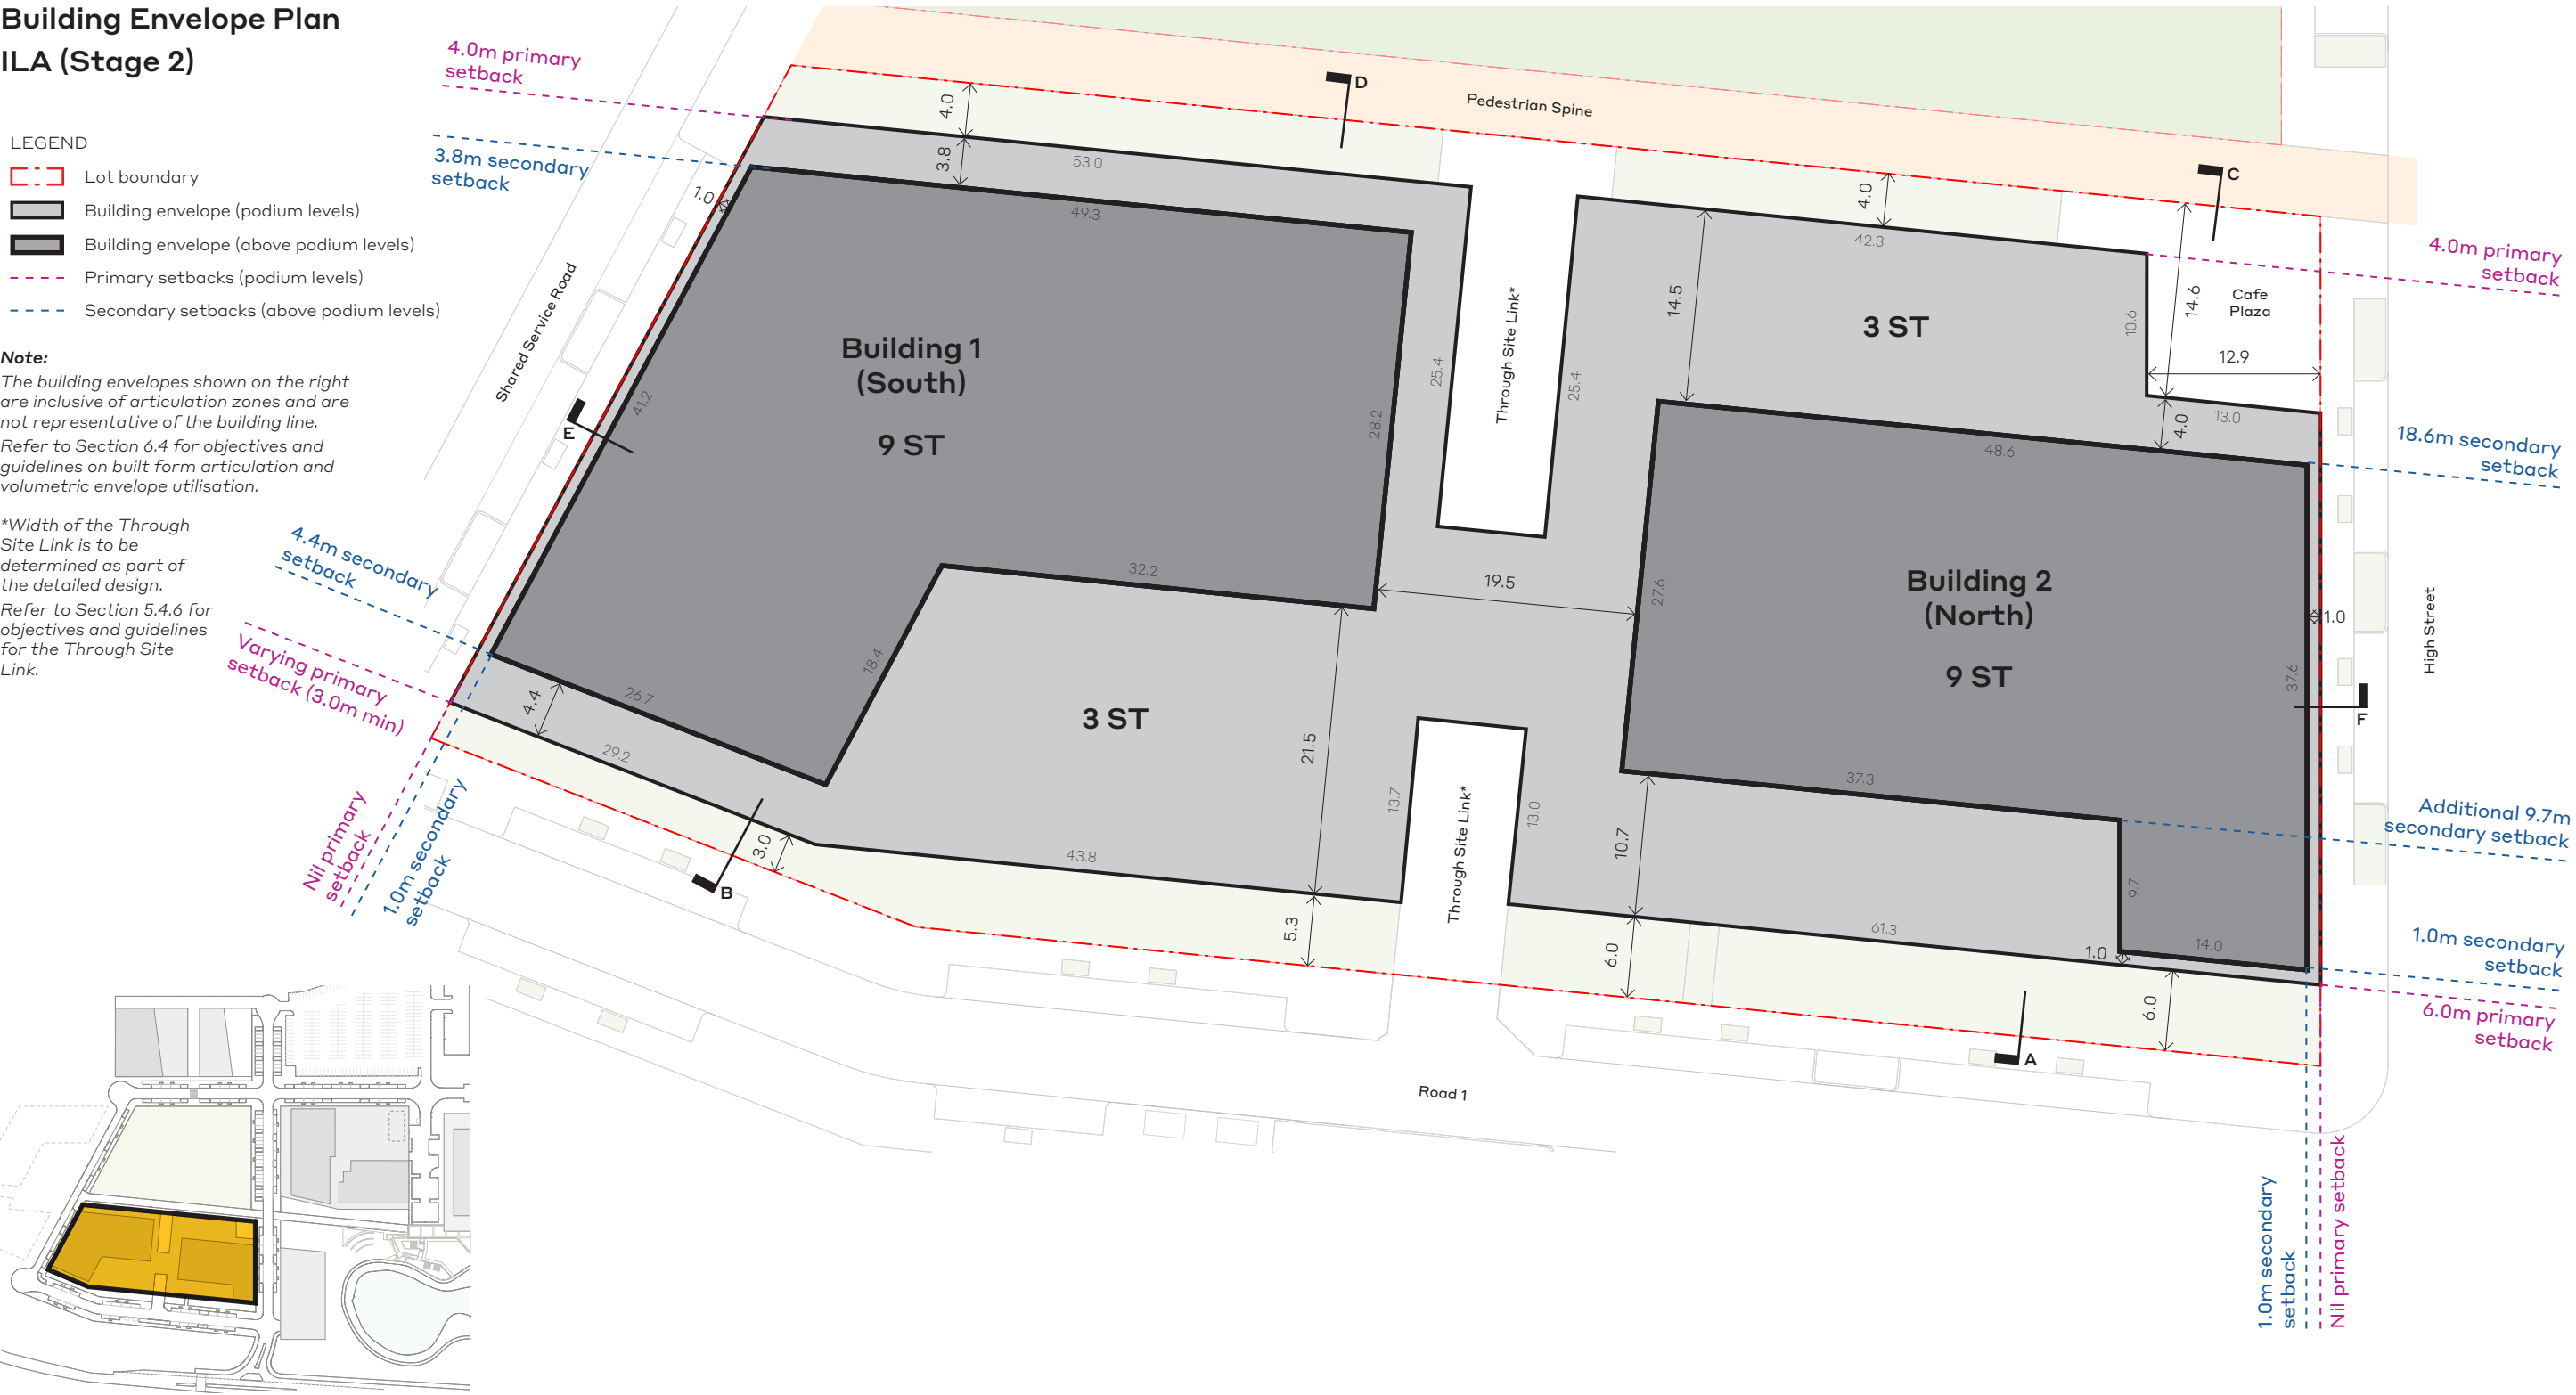 Building Envelope Plan
ILA (Stage 2)
LEGEND
Lot boundary
Building envelope (podium levels)
Building envelope (above podium levels)
Primary setbacks (podium levels)
Secondary setbacks (above podium levels)
Note:
The building envelopes shown on the right
are inclusive of articulation zones and are
not representative of the building line.
Refer to Section 6.4 for objectives and
guidelines on built form articulation and
volumetric envelope utilisation.
*Width of the Through
Site Link is to be
determined as part of
the detailed design.
Refer to Section 5.4.6 for
objectives and guidelines
for the Through Site
Link.
4.0m primary
setback
3.8m secondary
setback
4.4m secondary
setback
Varying primary
setback (3.0m min)
Nil primary
setback
1.0m secondary
setback
Shared Service Road
Pedestrian Spine
D
C
E
B
A
F
4.0
3.8
53.0
1.0
49.3
41.2
Building 1
(South)
9 ST
28.2
25.4
Through Site Link*
25.4
32.2
18.4
26.7
4.4
29.2
3.0
3 ST
19.5
21.5
43.8
5.3
13.7
Through Site Link*
13.0
4.0
42.3
14.5
3 ST
10.6
14.6
Cafe
Plaza
12.9
4.0
13.0
48.6
27.6
Building 2
(North)
9 ST
1.0
37.6
37.3
10.7
9.7
61.3
1.0
14.0
6.0
6.0
Road 1
High Street
4.0m primary
setback
18.6m secondary
setback
Additional 9.7m
secondary setback
1.0m secondary
setback
6.0m primary
setback
1.0m secondary
setback
Nil primary setback